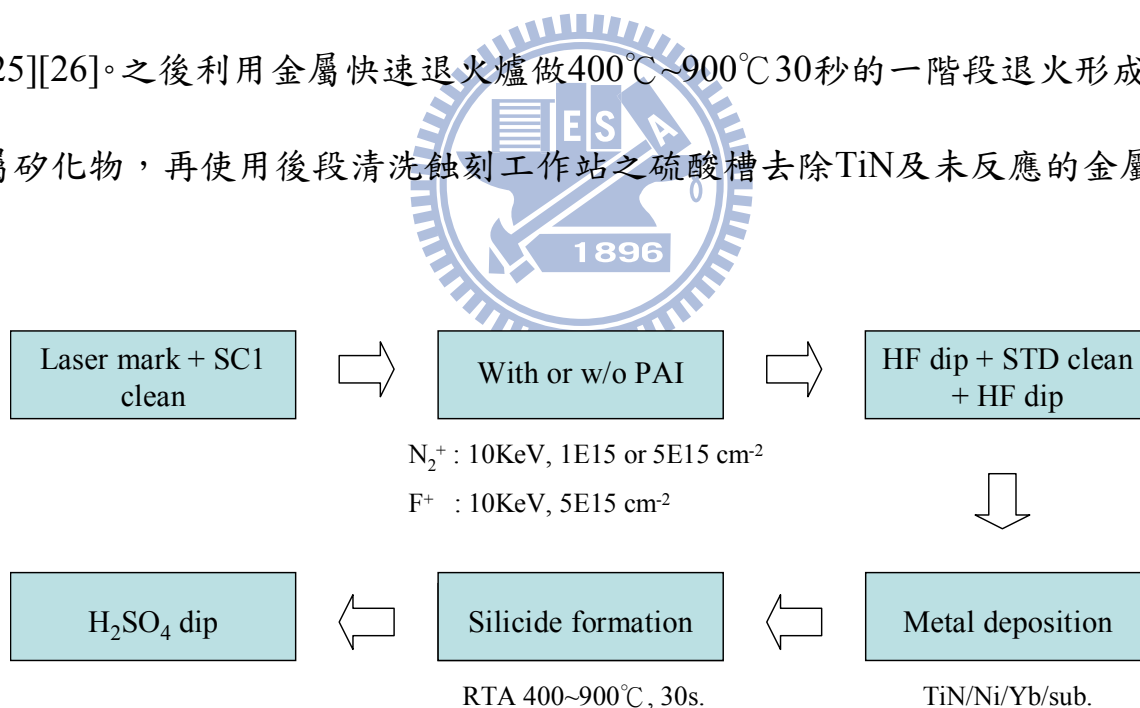 25][26]。之後利用金屬快速退火爐做400℃~900℃30秒的一階段退火形成
屬矽化物，再使用後段清洗蝕刻工作站之硫酸槽去除TiN及未反應的金屬
E S A
1896
Laser mark + SC1
clean
With or w/o PAI
HF dip + STD clean
+ HF dip
N₂⁺ : 10KeV, 1E15 or 5E15 cm⁻²
F⁺ : 10KeV, 5E15 cm⁻²
H₂SO₄ dip
Silicide formation
Metal deposition
RTA 400~900℃, 30s.
TiN/Ni/Yb/sub.